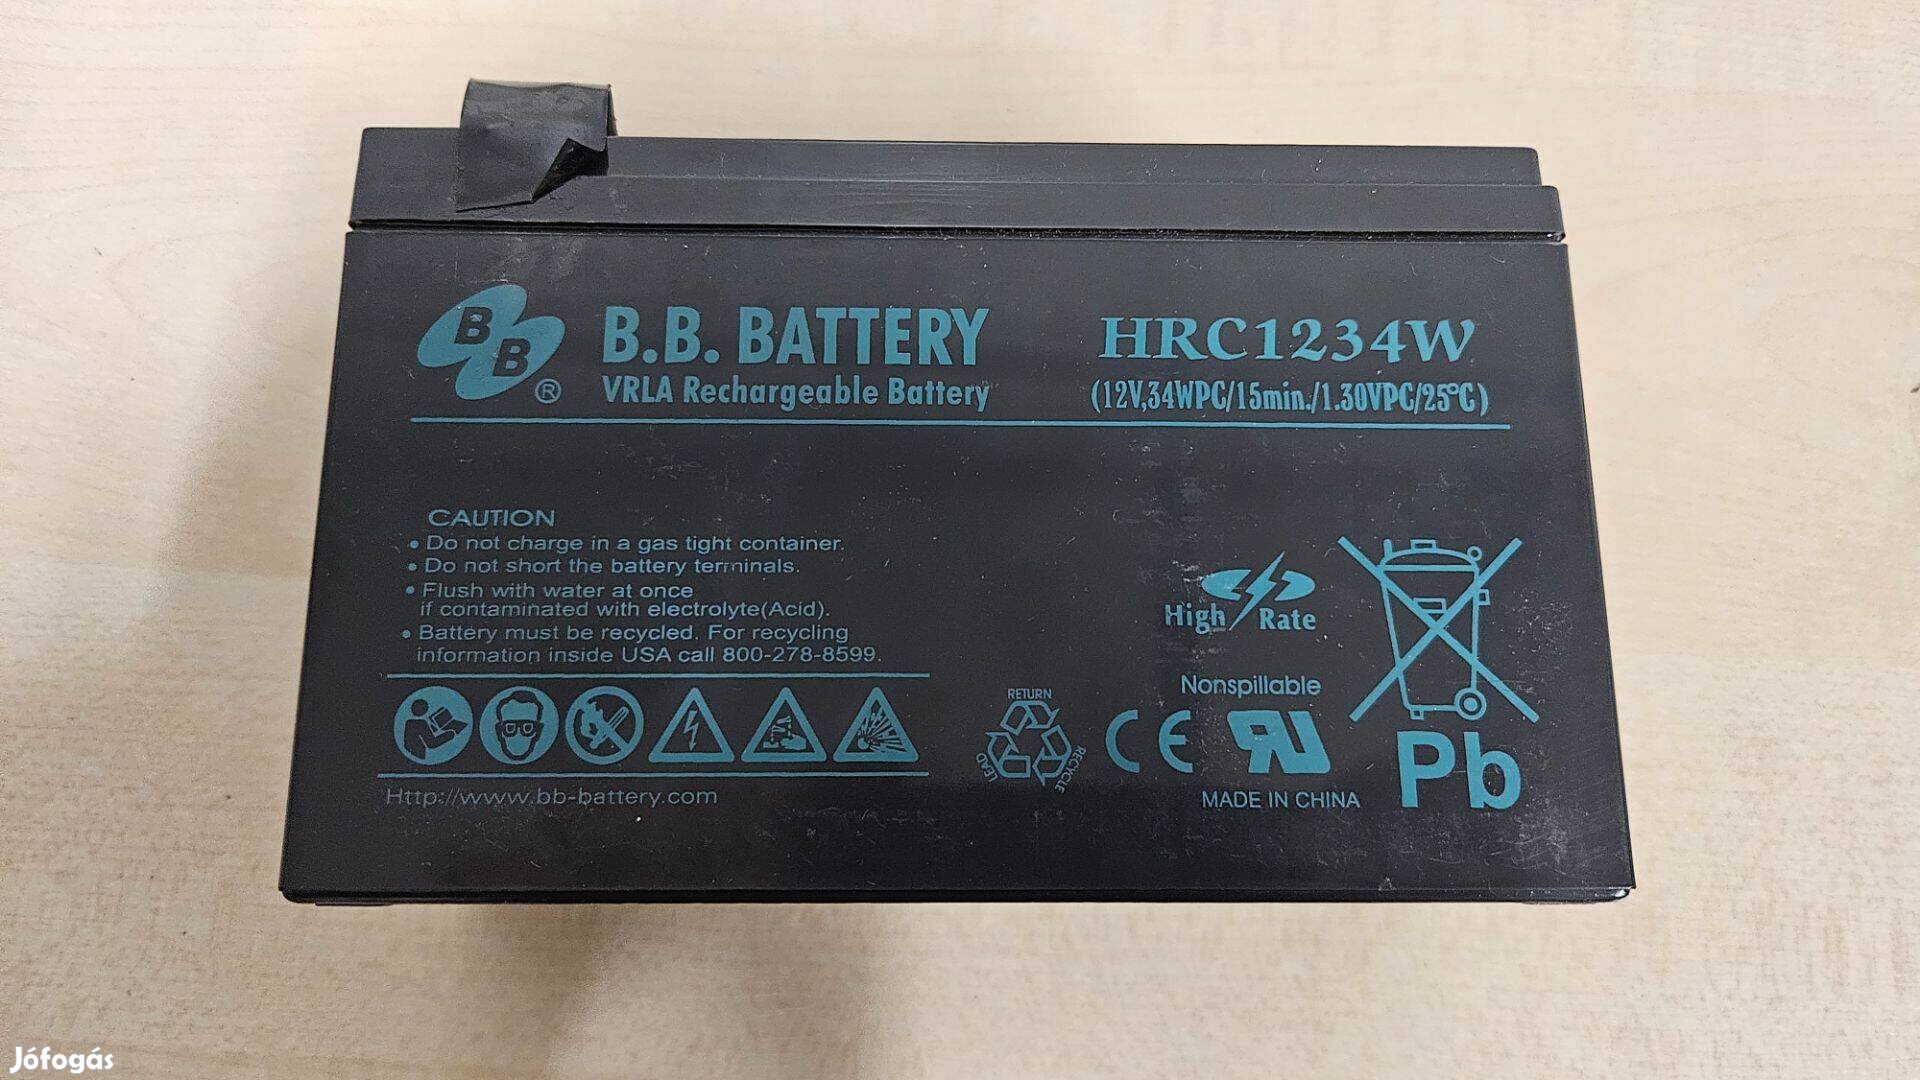 B B ®
B.B. BATTERY
VRLA Rechargeable Battery
HRC1234W
(12V,34WPC/15min./1.30VPC/25°C)
CAUTION
• Do not charge in a gas tight container.
• Do not short the battery terminals.
• Flush with water at once
if contaminated with electrolyte(Acid).
• Battery must be recycled. For recycling
information inside USA call 800-278-8599.
Http://www.bb-battery.com
High Rate
Nonspillable
RETURN
LEAD
RECYCLE
CE
MADE IN CHINA
Pb
Jófogás